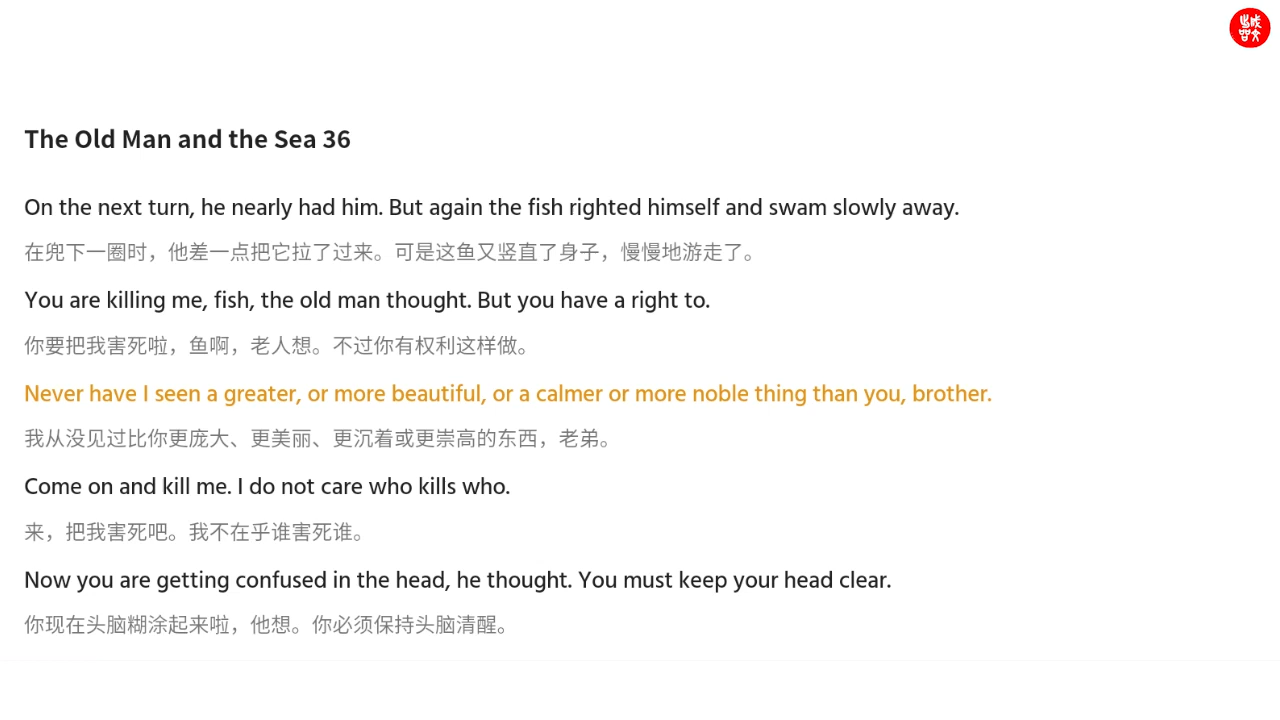 The Old Man and the Sea 36
On the next turn, he nearly had him. But again the fish righted himself and swam slowly away.
在兜下一圈时，他差一点把它拉了过来。可是这鱼又竖直了身子，慢慢地游走了。
You are killing me, fish, the old man thought. But you have a right to.
你要把我害死啦，鱼啊，老人想。不过你有权利这样做。
Never have I seen a greater, or more beautiful, or a calmer or more noble thing than you, brother.
我从没见过比你更庞大、更美丽、更沉着或更崇高的东西，老弟。
Come on and kill me. I do not care who kills who.
来，把我害死吧。我不在乎谁害死谁。
Now you are getting confused in the head, he thought. You must keep your head clear.
你现在头脑糊涂起来啦，他想。你必须保持头脑清醒。